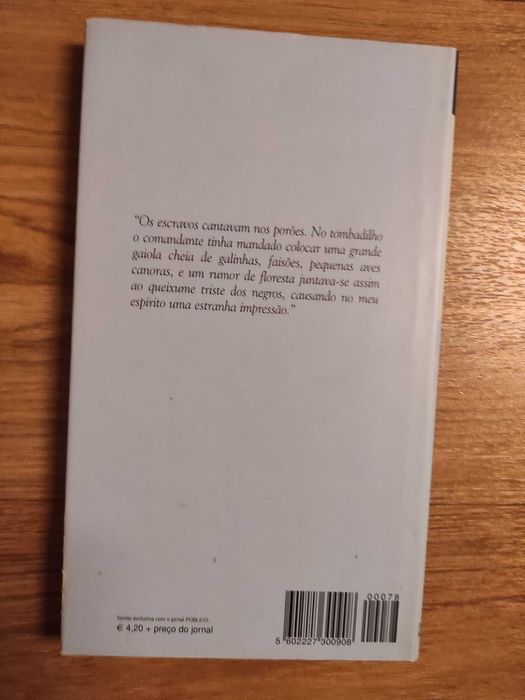 "Os escravos cantavam nos porões. No tombadilho
o comandante tinha mandado colocar uma grande
gaiola cheia de galinhas, faisões, pequenas aves
canoras, e um rumor de floresta juntava-se assim
ao queixume triste dos negros, causando no meu
espírito uma estranha impressão."
00078
Venda exclusiva com o jornal PÚBLICO.
€ 4,20 + preço do jornal
5 602227 300908